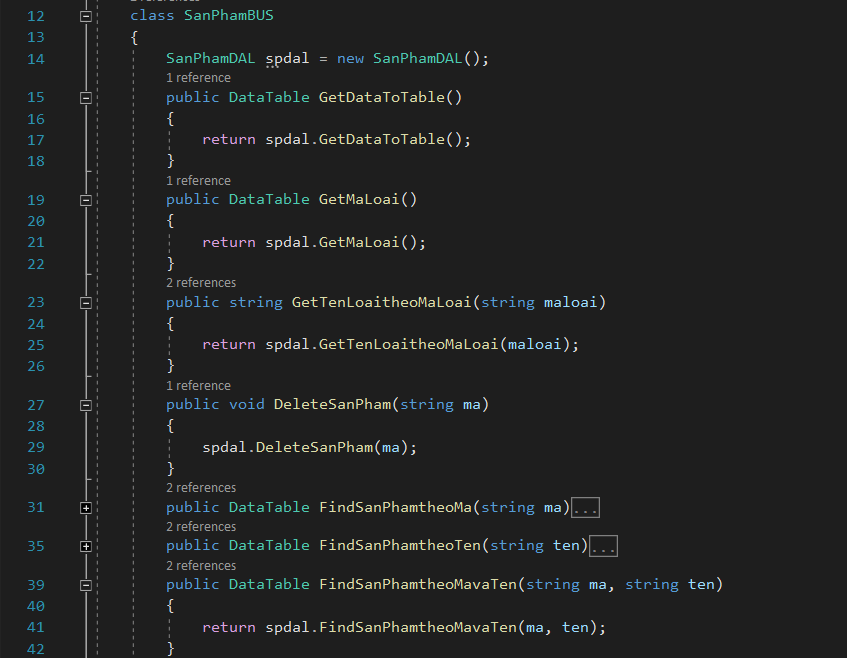 12 class SanPhamBUS
13 {
14 SanPhamDAL spdal = new SanPhamDAL();
1 reference
15 public DataTable GetDataToTable()
16 {
17 return spdal.GetDataToTable();
18 }
1 reference
19 public DataTable GetMaLoai()
20 {
21 return spdal.GetMaLoai();
22 }
2 references
23 public string GetTenLoaitheoMaLoai(string maloai)
24 {
25 return spdal.GetTenLoaitheoMaLoai(maloai);
26 }
1 reference
27 public void DeleteSanPham(string ma)
28 {
29 spdal.DeleteSanPham(ma);
30 }
2 references
31 public DataTable FindSanPhamtheoMa(string ma)...
2 references
35 public DataTable FindSanPhamtheoTen(string ten)...
2 references
39 public DataTable FindSanPhamtheoMavaTen(string ma, string ten)
40 {
41 return spdal.FindSanPhamtheoMavaTen(ma, ten);
42 }